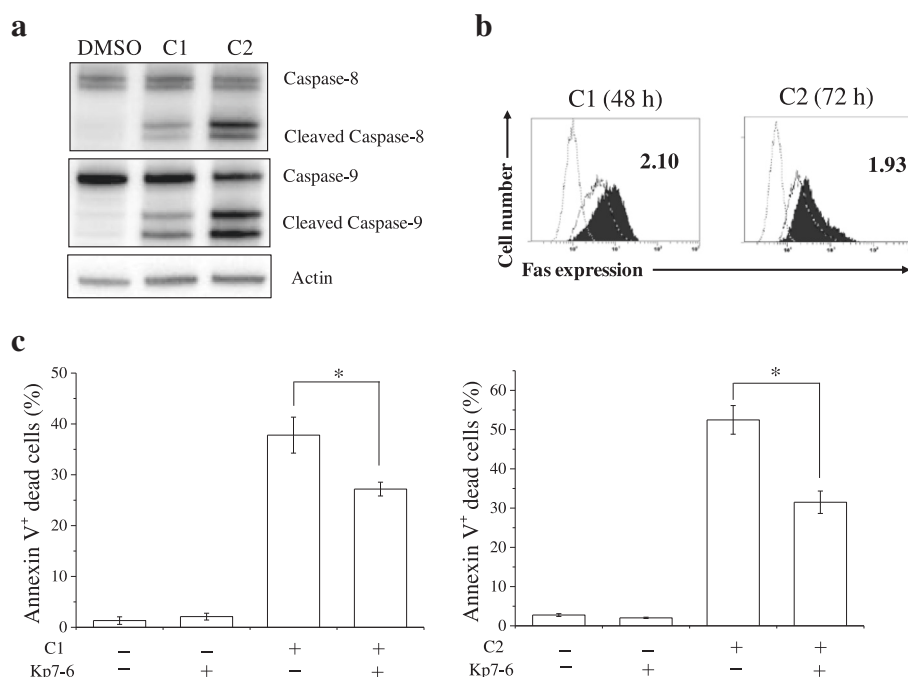 a
DMSO C1 C2
Caspase-8
Cleaved Caspase-8
Caspase-9
Cleaved Caspase-9
Actin
b
C1 (48 h) C2 (72 h)
2.10 1.93
Cell number
Fas expression
c
Annexin V⁺ dead cells (%)
50
40
30
20
10
0
*
C1 − − + +
Kp7-6 − + − +
Annexin V⁺ dead cells (%)
60
50
40
30
20
10
0
*
C2 − − + +
Kp7-6 − + − +